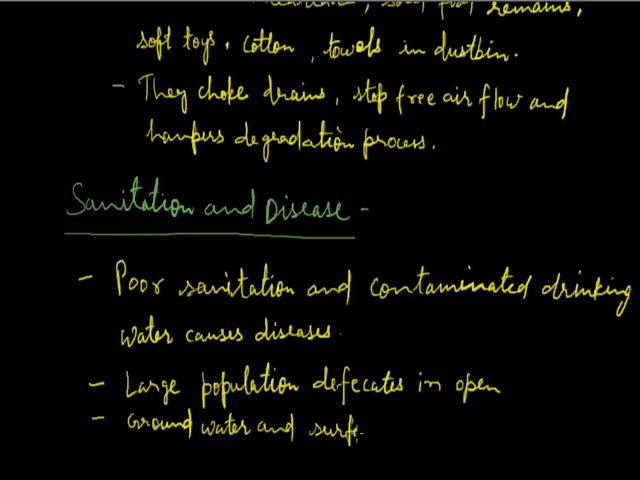 remains,
soft toys, cotton, towels in dustbin.
- They choke drains, stop free air flow and
hampers degradation process.
Sanitation and Disease -
- Poor sanitation and contaminated drinking
water causes diseases.
- Large population defecates in open
- Ground water and surf